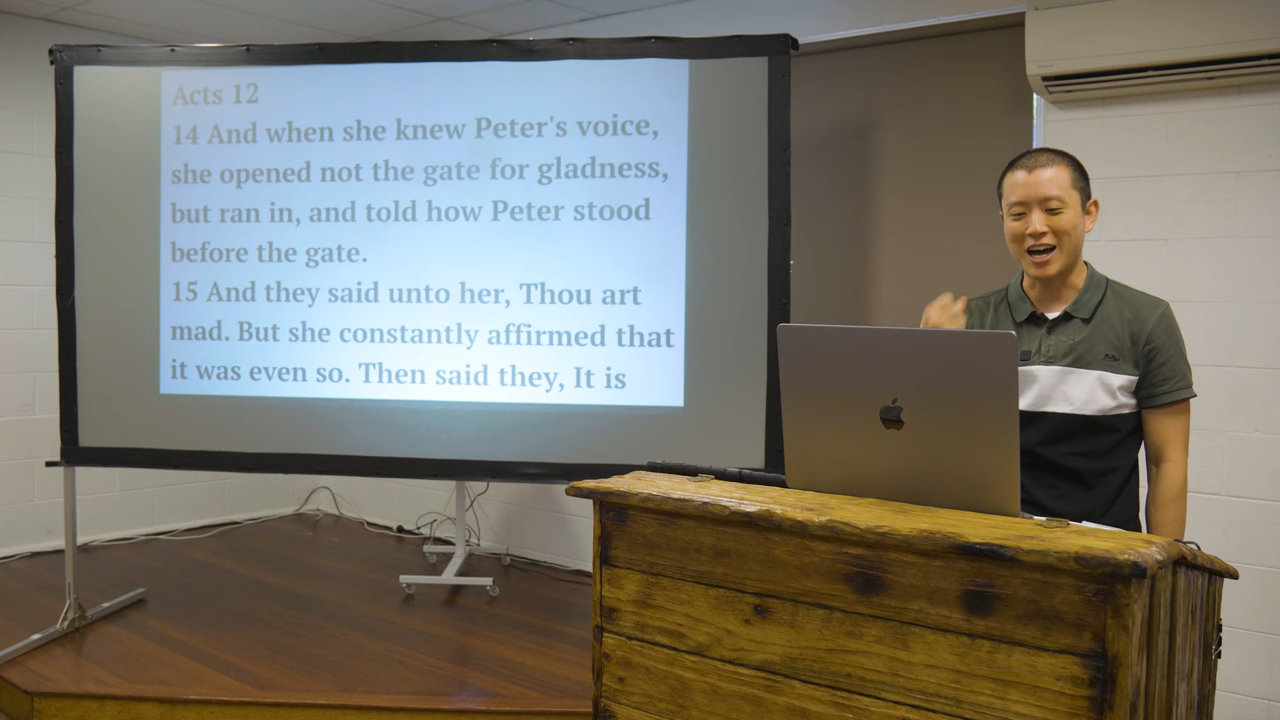 Acts 12
14 And when she knew Peter's voice,
she opened not the gate for gladness,
but ran in, and told how Peter stood
before the gate.
15 And they said unto her, Thou art
mad. But she constantly affirmed that
it was even so. Then said they, It is